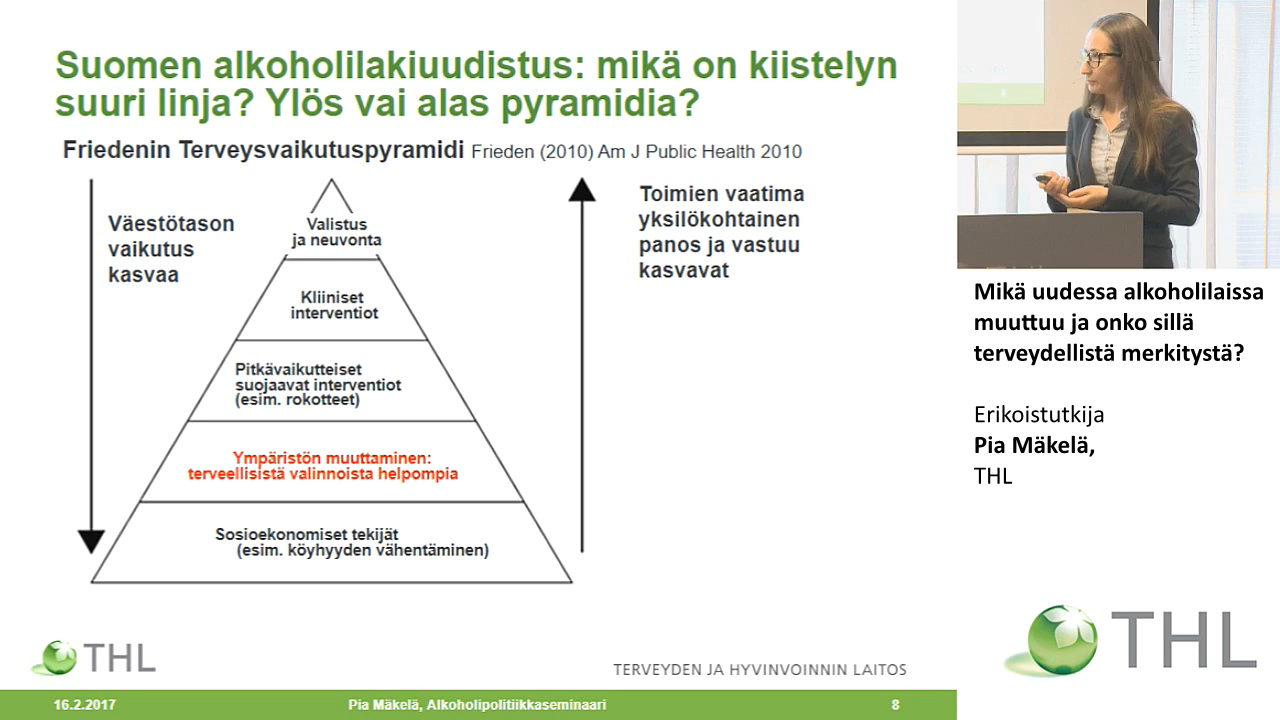 Suomen alkoholilakiuudistus: mikä on kiistelyn
suuri linja? Ylös vai alas pyramidia?
Friedenin Terveysvaikutuspyramidi Frieden (2010) Am J Public Health 2010
Väestötason
vaikutus
kasvaa
Valistus
ja neuvonta
Kliiniset
interventiot
Pitkävaikutteiset
suojaavat interventiot
(esim. rokotteet)
Ympäristön muuttaminen:
terveellisistä valinnoista helpompia
Sosioekonomiset tekijät
(esim. köyhyyden vähentäminen)
Toimien vaatima
yksilökohtainen
panos ja vastuu
kasvavat
THL
TERVEYDEN JA HYVINVOINNIN LAITOS
16.2.2017 Pia Mäkelä, Alkoholipolitiikkaseminaari 8
Mikä uudessa alkoholilaissa
muuttuu ja onko sillä
terveydellistä merkitystä?
Erikoistutkija
Pia Mäkelä,
THL
THL